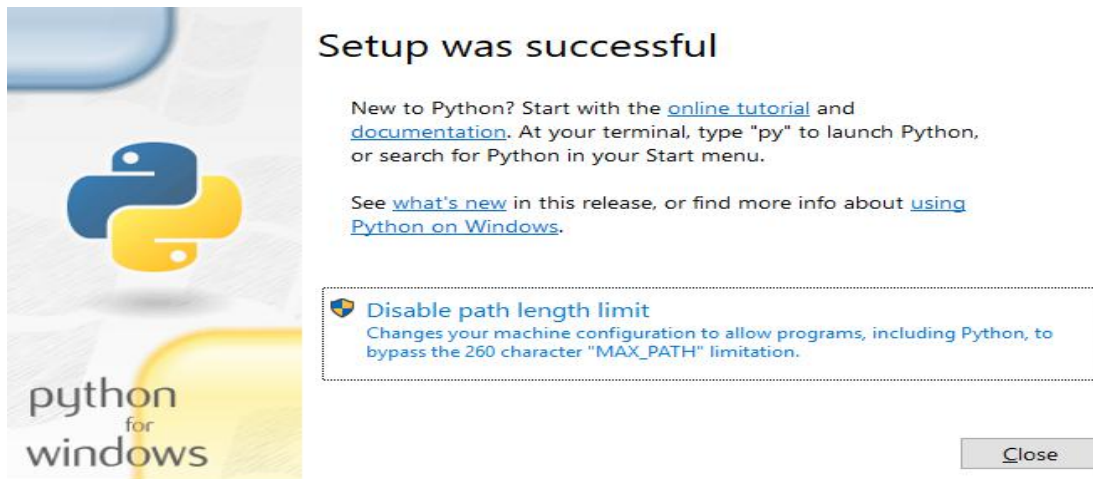 Setup was successful
New to Python? Start with the online tutorial and
documentation. At your terminal, type "py" to launch Python,
or search for Python in your Start menu.
See what's new in this release, or find more info about using
Python on Windows.
Disable path length limit
Changes your machine configuration to allow programs, including Python, to
bypass the 260 character "MAX_PATH" limitation.
python
for
windows
Close